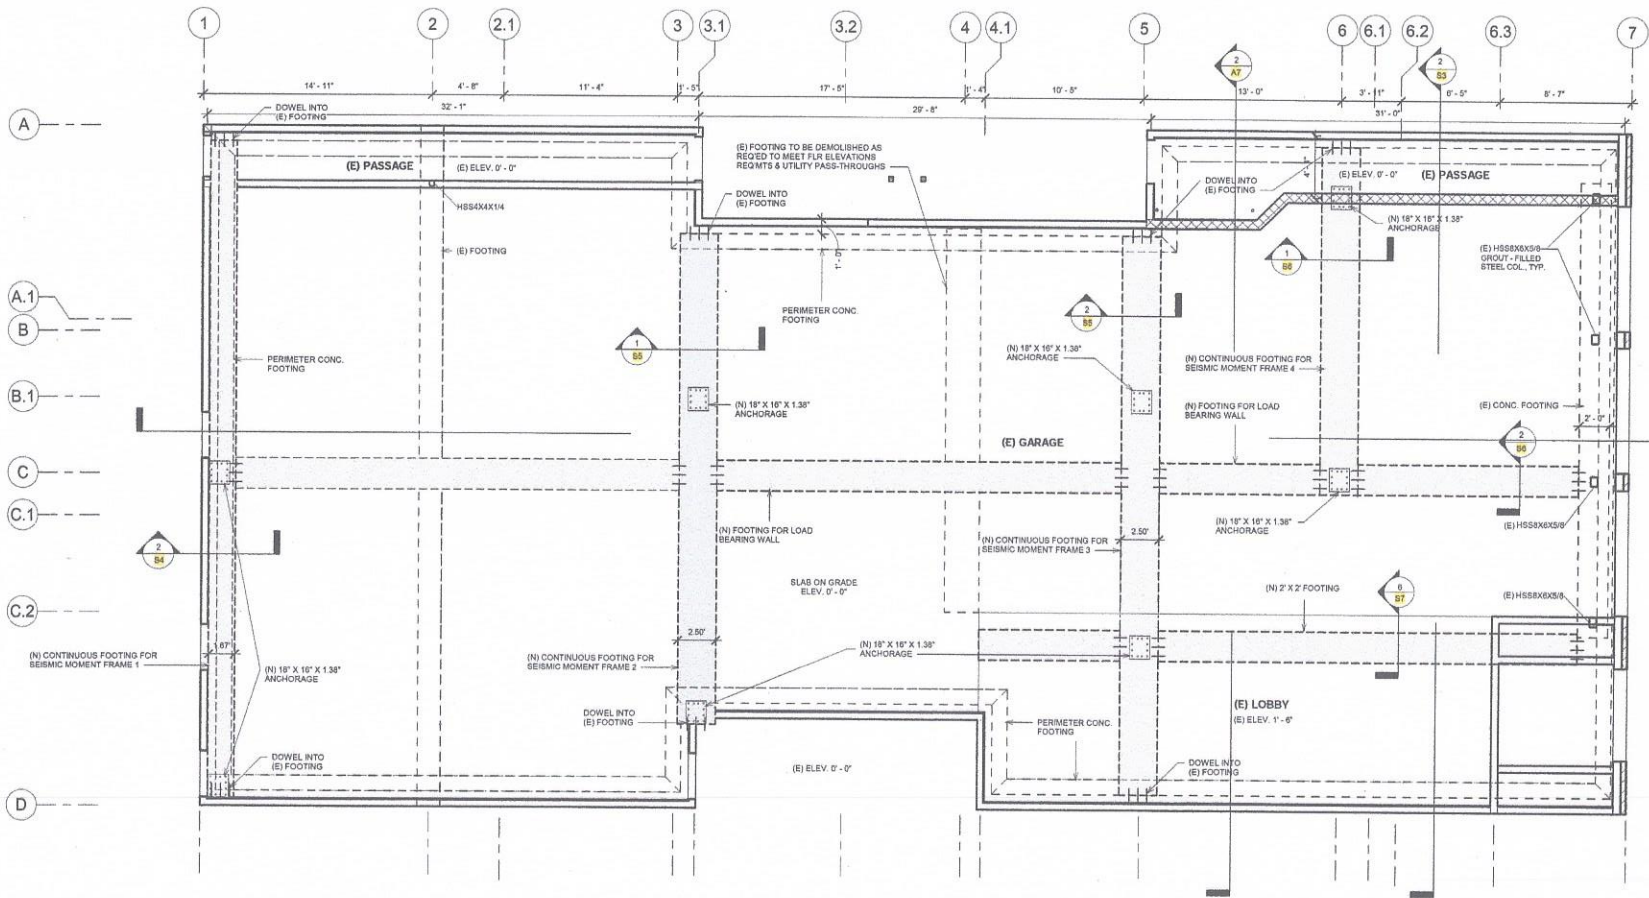 1
2
2.1
3
3.1
3.2
4
4.1
5
6
6.1
6.2
6.3
7
2
A7
2
S3
14' - 11"
4' - 8"
11' - 4"
1' - 5"
17' - 5"
1' - 4"
10' - 5"
13' - 0"
3' - 11"
6' - 5"
8' - 7"
32' - 1"
29' - 8"
31' - 0"
A
DOWEL INTO
(E) FOOTING
(E) PASSAGE
(E) ELEV. 0' - 0"
HSS4X4X1/4
(E) FOOTING
(E) FOOTING TO BE DEMOLISHED AS
REQ'ED TO MEET FLR ELEVATIONS
REQ'MTS & UTILITY PASS-THROUGHS
DOWEL INTO
(E) FOOTING
DOWEL INTO
(E) FOOTING
(E) ELEV. 0' - 0"
(E) PASSAGE
(N) 18" X 16" X 1.38"
ANCHORAGE
(E) HSS8X6X5/8
GROUT - FILLED
STEEL COL., TYP.
1
S6
A.1
B
PERIMETER CONC.
FOOTING
2
S5
1
S5
PERIMETER CONC.
FOOTING
(N) 18" X 16" X 1.38"
ANCHORAGE
(N) CONTINUOUS FOOTING FOR
SEISMIC MOMENT FRAME 4
B.1
(N) 18" X 16" X 1.38"
ANCHORAGE
(N) FOOTING FOR LOAD
BEARING WALL
(E) CONC. FOOTING
2' - 0"
(E) GARAGE
2
S6
C
C.1
(N) FOOTING FOR LOAD
BEARING WALL
(N) CONTINUOUS FOOTING FOR
SEISMIC MOMENT FRAME 3
2.50'
(N) 18" X 16" X 1.38"
ANCHORAGE
(E) HSS8X6X5/8
2
S4
SLAB ON GRADE
ELEV. 0' - 0"
(N) 2' X 2' FOOTING
6
S7
(E) HSS8X6X5/8
C.2
2.50'
(N) CONTINUOUS FOOTING FOR
SEISMIC MOMENT FRAME 1
(N) 18" X 16" X 1.38"
ANCHORAGE
(N) CONTINUOUS FOOTING FOR
SEISMIC MOMENT FRAME 2
(N) 18" X 16" X 1.38"
ANCHORAGE
DOWEL INTO
(E) FOOTING
PERIMETER CONC.
FOOTING
(E) LOBBY
(E) ELEV. 1' - 6"
DOWEL INTO
(E) FOOTING
(E) ELEV. 0' - 0"
DOWEL INTO
(E) FOOTING
D